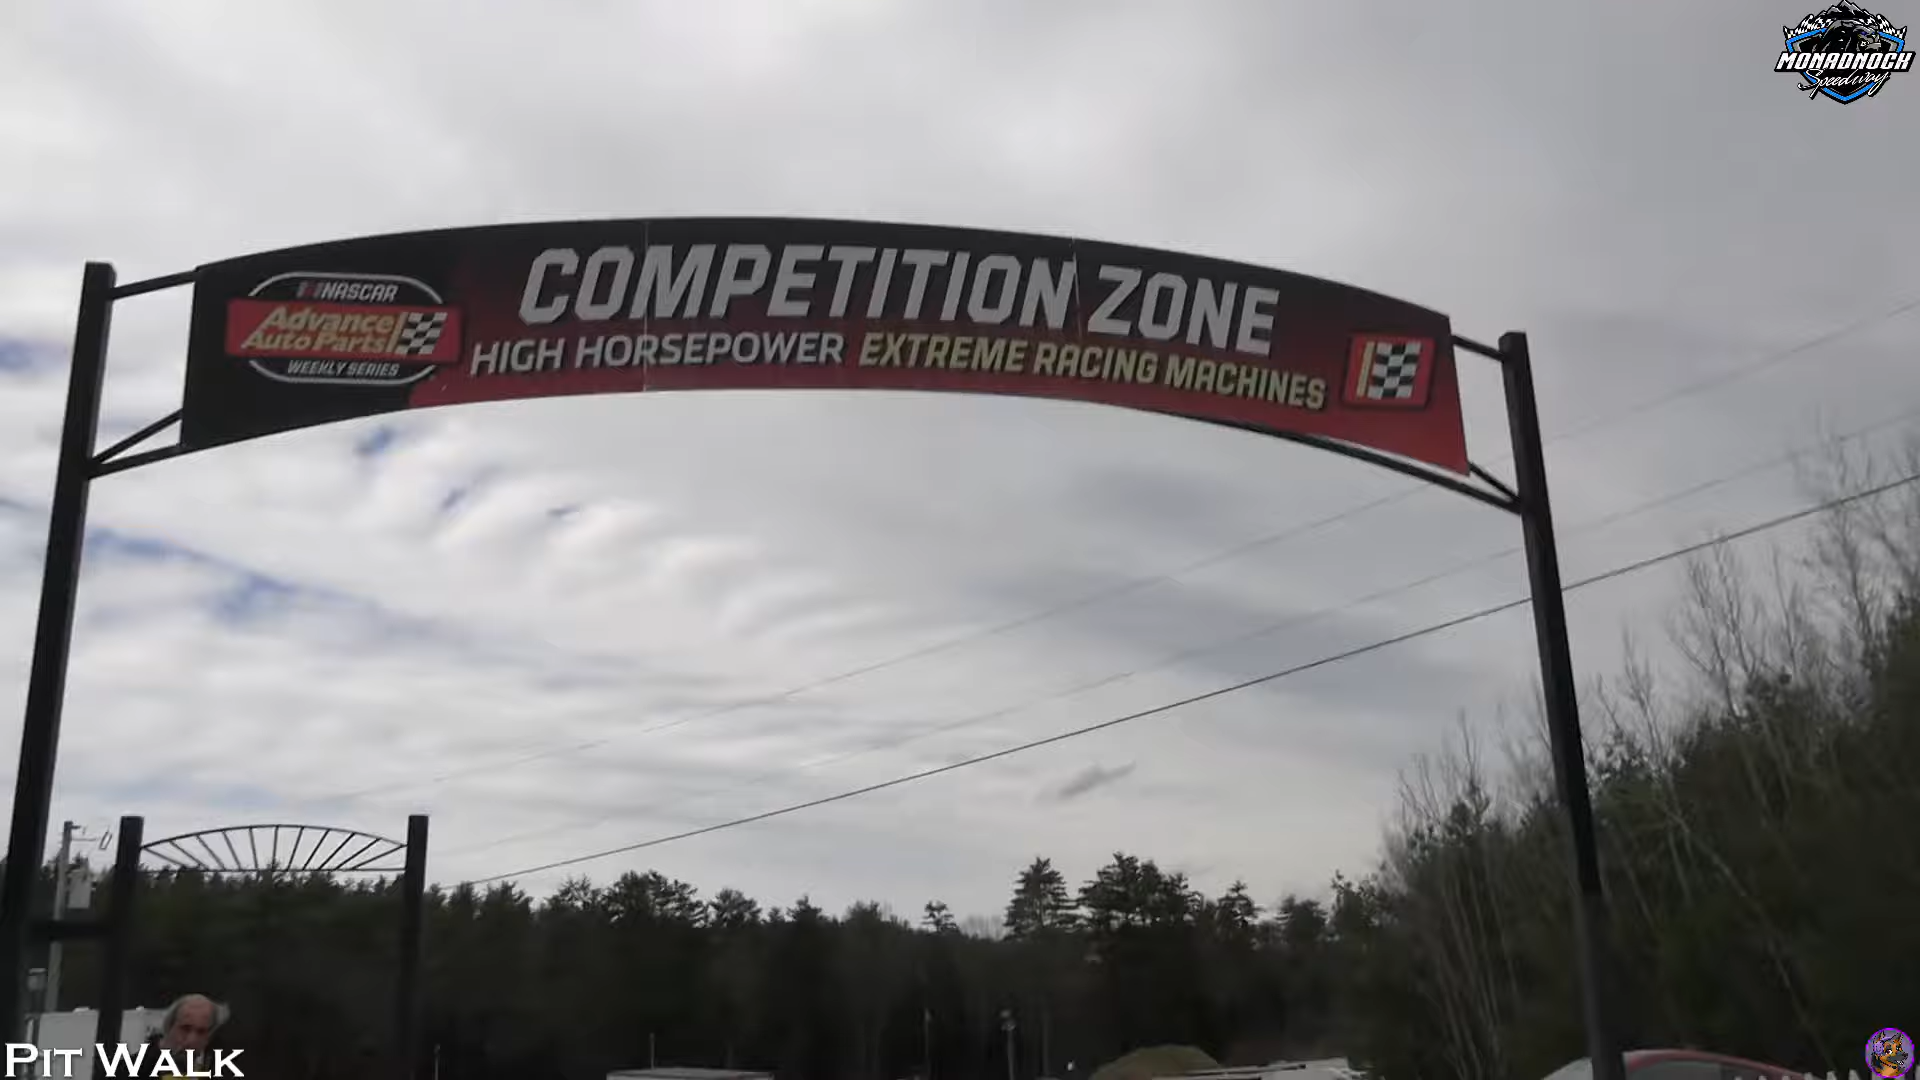 MONADNOCK
Speedway
COMPETITION ZONE
NASCAR
Advance
Auto Parts
WEEKLY SERIES
HIGH HORSEPOWER EXTREME RACING MACHINES
PIT WALK